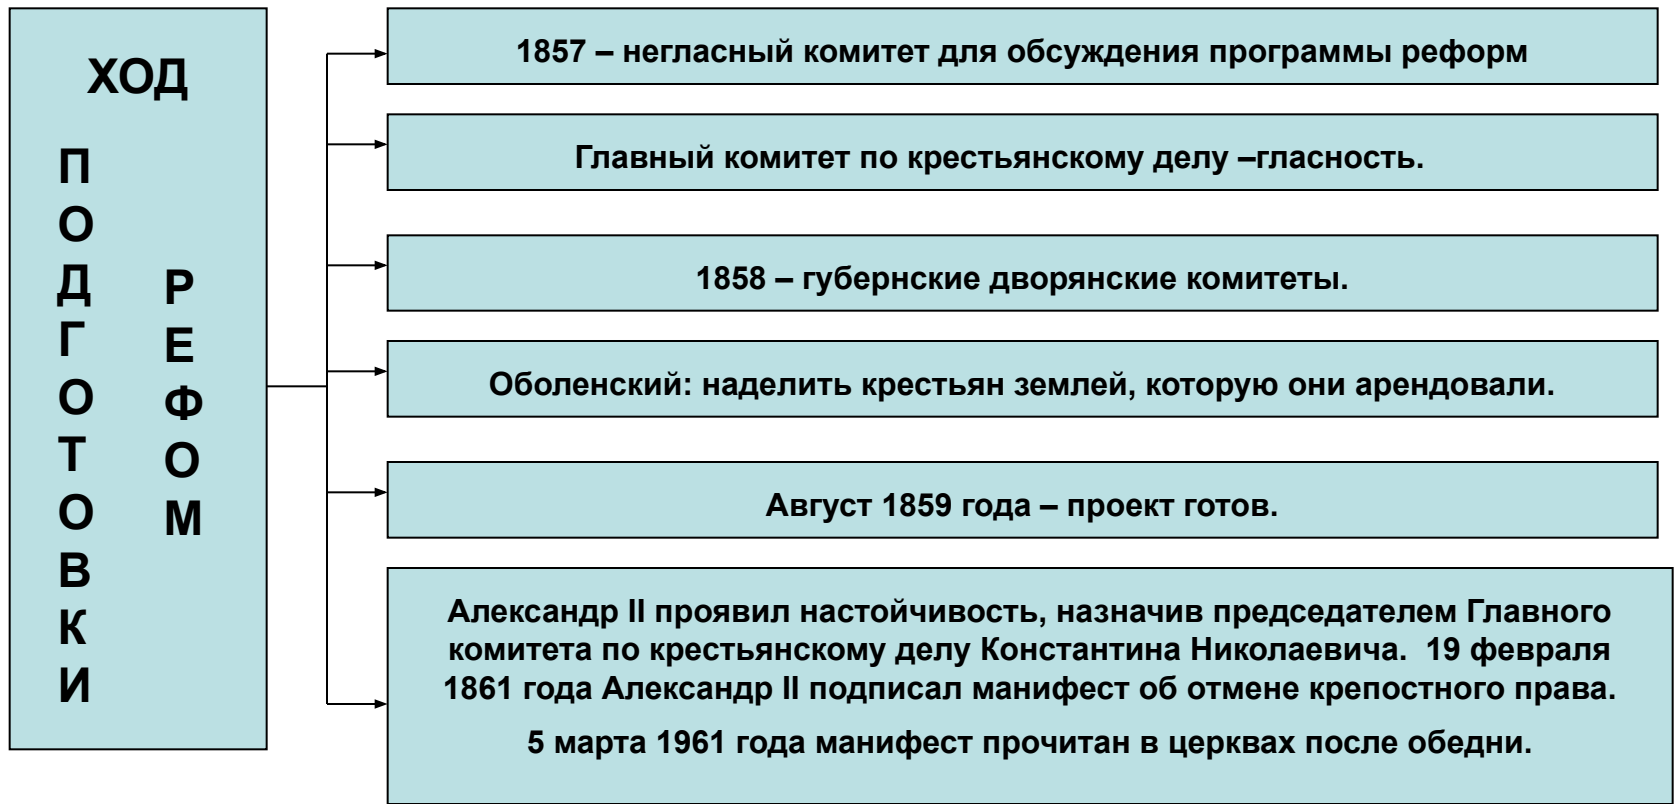 ХОД
ПОДГОТОВКИ
РЕФОМ
1857 – негласный комитет для обсуждения программы реформ
Главный комитет по крестьянскому делу –гласность.
1858 – губернские дворянские комитеты.
Оболенский: наделить крестьян землей, которую они арендовали.
Август 1859 года – проект готов.
Александр II проявил настойчивость, назначив председателем Главного
комитета по крестьянскому делу Константина Николаевича. 19 февраля
1861 года Александр II подписал манифест об отмене крепостного права.
5 марта 1961 года манифест прочитан в церквах после обедни.